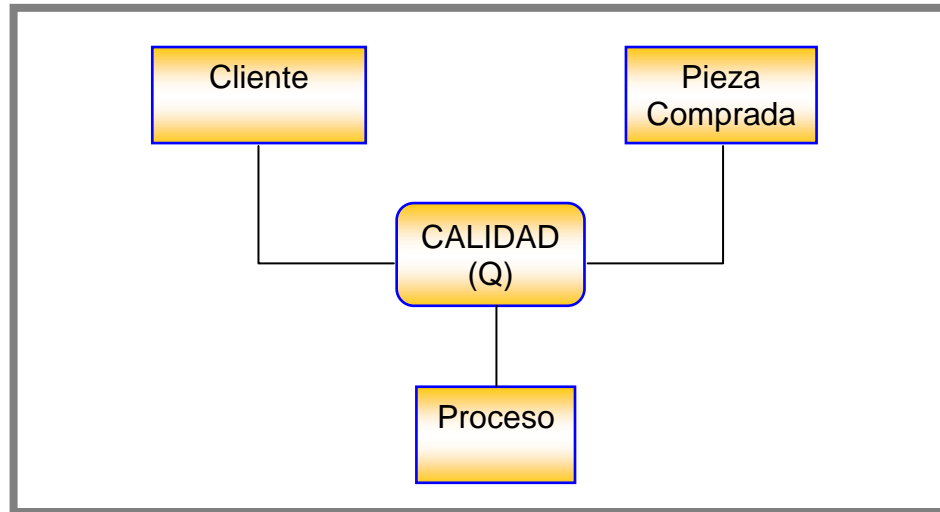 Cliente
Pieza
Comprada
CALIDAD
(Q)
Proceso